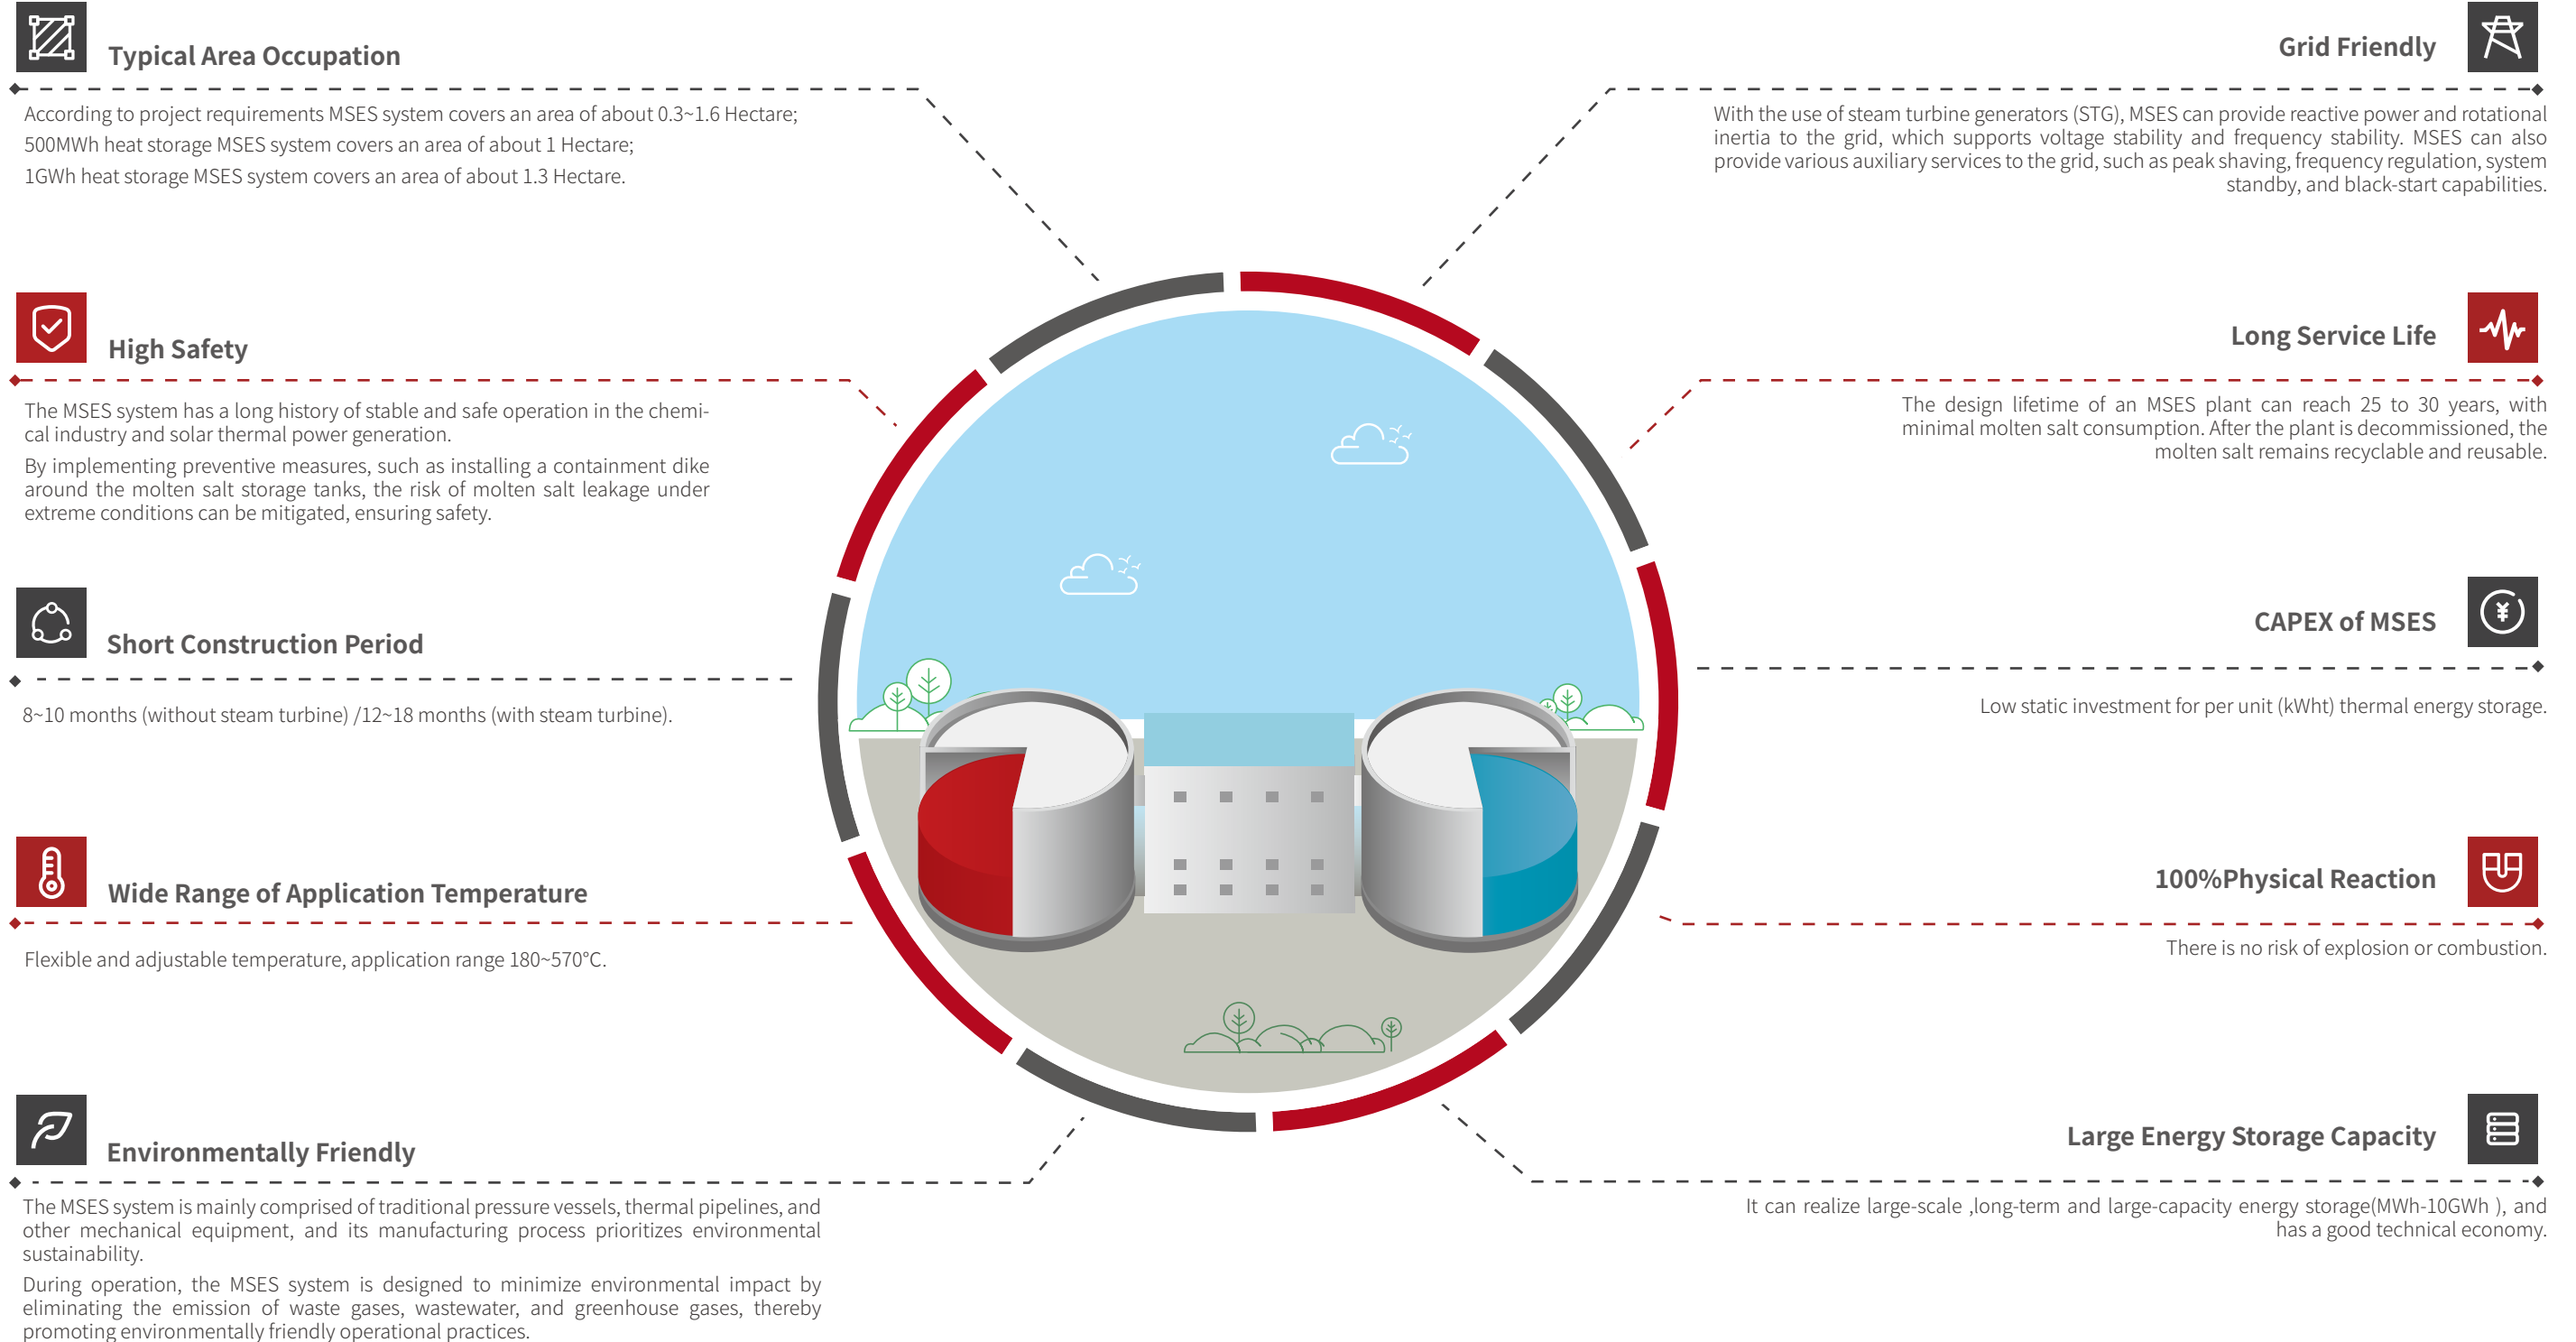 Typical Area Occupation
According to project requirements MSES system covers an area of about 0.3~1.6 Hectare;
500MWh heat storage MSES system covers an area of about 1 Hectare;
1GWh heat storage MSES system covers an area of about 1.3 Hectare.
High Safety
The MSES system has a long history of stable and safe operation in the chemi-
cal industry and solar thermal power generation.
By implementing preventive measures, such as installing a containment dike
around the molten salt storage tanks, the risk of molten salt leakage under
extreme conditions can be mitigated, ensuring safety.
Short Construction Period
8~10 months (without steam turbine) /12~18 months (with steam turbine).
Wide Range of Application Temperature
Flexible and adjustable temperature, application range 180~570°C.
Environmentally Friendly
The MSES system is mainly comprised of traditional pressure vessels, thermal pipelines, and
other mechanical equipment, and its manufacturing process prioritizes environmental
sustainability.
During operation, the MSES system is designed to minimize environmental impact by
eliminating the emission of waste gases, wastewater, and greenhouse gases, thereby
promoting environmentally friendly operational practices.
Grid Friendly
With the use of steam turbine generators (STG), MSES can provide reactive power and rotational
inertia to the grid, which supports voltage stability and frequency stability. MSES can also
provide various auxiliary services to the grid, such as peak shaving, frequency regulation, system
standby, and black-start capabilities.
Long Service Life
The design lifetime of an MSES plant can reach 25 to 30 years, with
minimal molten salt consumption. After the plant is decommissioned, the
molten salt remains recyclable and reusable.
CAPEX of MSES
¥
Low static investment for per unit (kWht) thermal energy storage.
100%Physical Reaction
There is no risk of explosion or combustion.
Large Energy Storage Capacity
It can realize large-scale ,long-term and large-capacity energy storage(MWh-10GWh ), and
has a good technical economy.